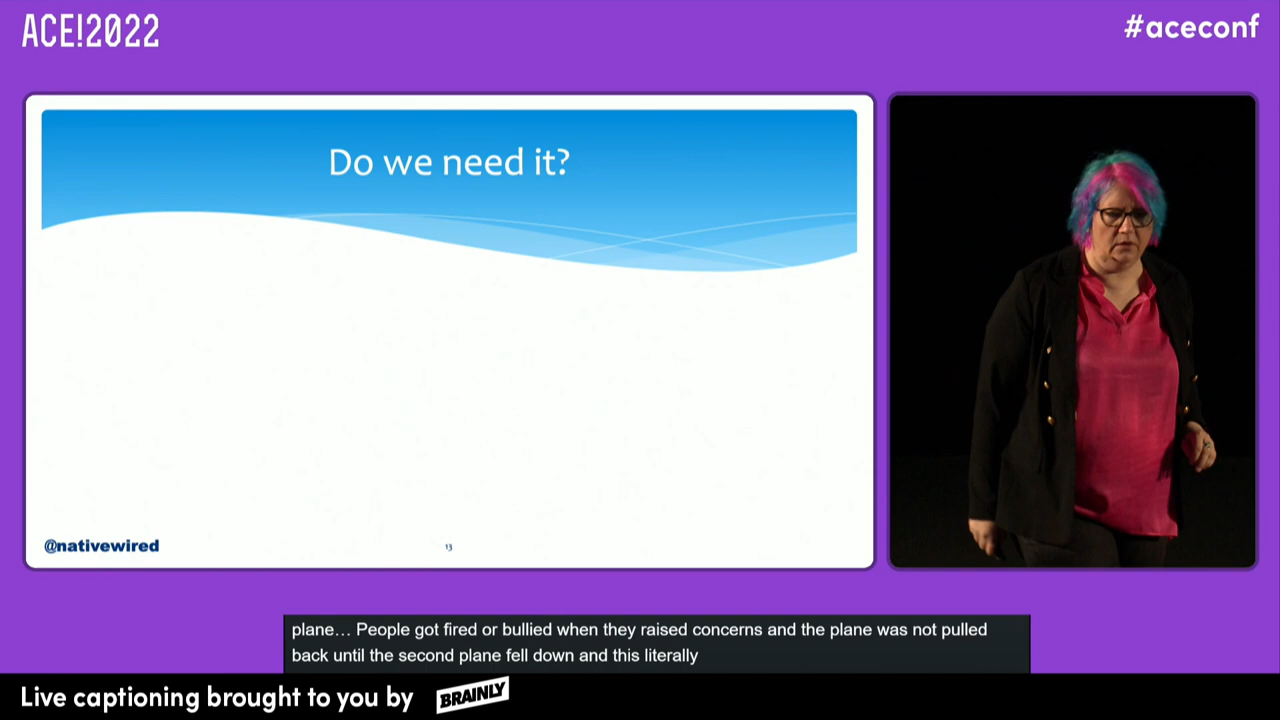 ACE!2022
#aceconf
Do we need it?
@nativewired
13
plane… People got fired or bullied when they raised concerns and the plane was not pulled
back until the second plane fell down and this literally
Live captioning brought to you by BRAINLY